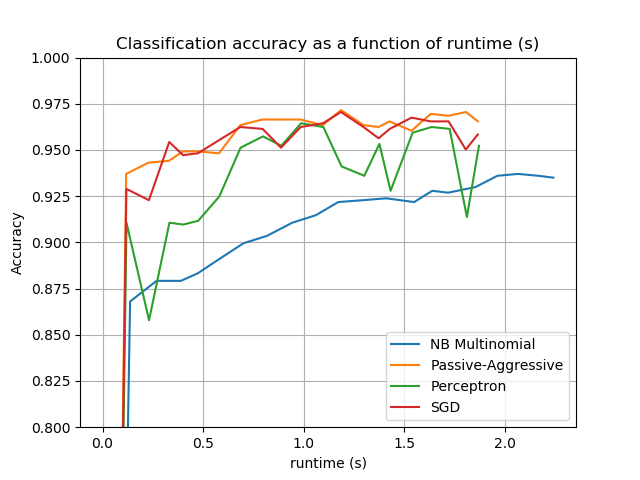 Classification accuracy as a function of runtime (s)
1.000
0.975
0.950
0.925
0.900
0.875
0.850
0.825
0.800
Accuracy
NB Multinomial
Passive-Aggressive
Perceptron
SGD
0.0 0.5 1.0 1.5 2.0
runtime (s)